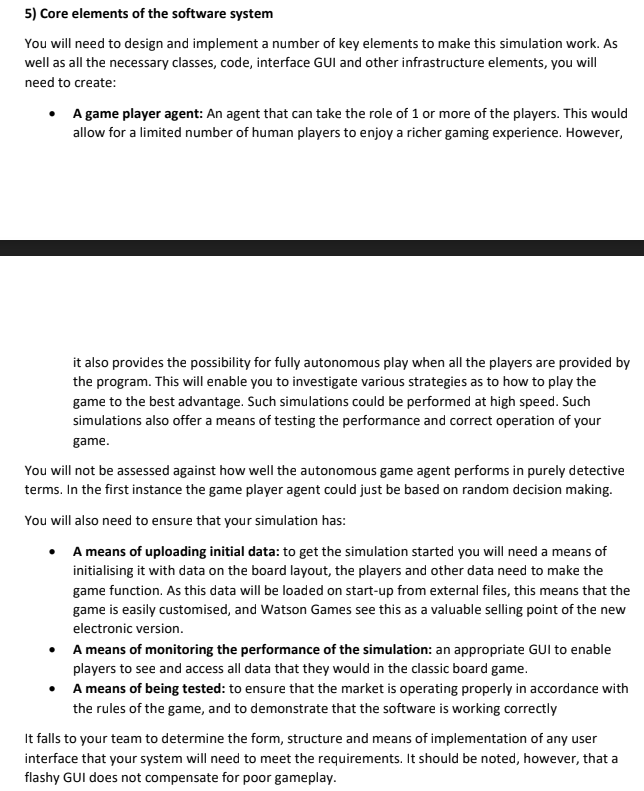 5) Core elements of the software system
You will need to design and implement a number of key elements to make this simulation work. As
well as all the necessary classes, code, interface GUI and other infrastructure elements, you will
need to create:
• A game player agent: An agent that can take the role of 1 or more of the players. This would
allow for a limited number of human players to enjoy a richer gaming experience. However,
it also provides the possibility for fully autonomous play when all the players are provided by
the program. This will enable you to investigate various strategies as to how to play the
game to the best advantage. Such simulations could be performed at high speed. Such
simulations also offer a means of testing the performance and correct operation of your
game.
You will not be assessed against how well the autonomous game agent performs in purely detective
terms. In the first instance the game player agent could just be based on random decision making.
You will also need to ensure that your simulation has:
• A means of uploading initial data: to get the simulation started you will need a means of
initialising it with data on the board layout, the players and other data need to make the
game function. As this data will be loaded on start-up from external files, this means that the
game is easily customised, and Watson Games see this as a valuable selling point of the new
electronic version.
• A means of monitoring the performance of the simulation: an appropriate GUI to enable
players to see and access all data that they would in the classic board game.
• A means of being tested: to ensure that the market is operating properly in accordance with
the rules of the game, and to demonstrate that the software is working correctly
It falls to your team to determine the form, structure and means of implementation of any user
interface that your system will need to meet the requirements. It should be noted, however, that a
flashy GUI does not compensate for poor gameplay.